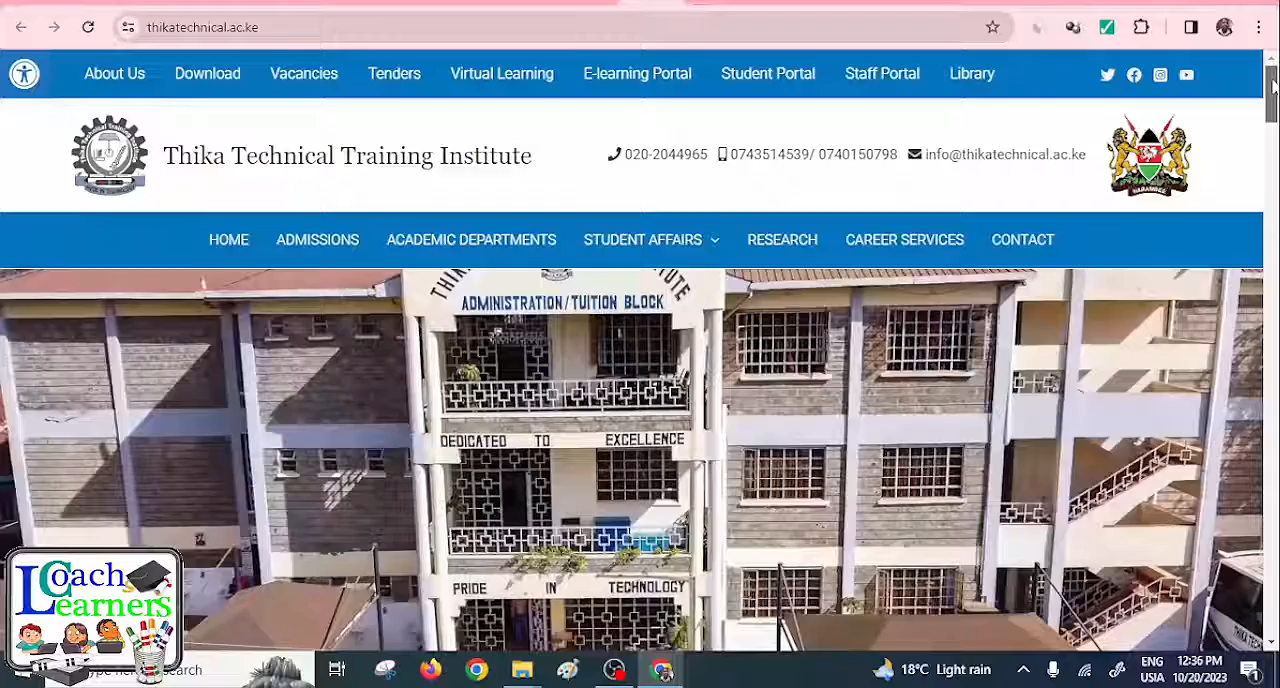 thikatechnical.ac.ke
About Us Download Vacancies Tenders Virtual Learning E-learning Portal Student Portal Staff Portal Library
Thika Technical Training Institute
020-2044965 0743514539/ 0740150798 info@thikatechnical.ac.ke
HARAMBEE
HOME ADMISSIONS ACADEMIC DEPARTMENTS STUDENT AFFAIRS RESEARCH CAREER SERVICES CONTACT
ADMINISTRATION/TUITION BLOCK
DEDICATED TO EXCELLENCE
PRIDE IN TECHNOLOGY
Coach
Learners
18°C Light rain
ENG
USIA
12:36 PM
10/20/2023
1